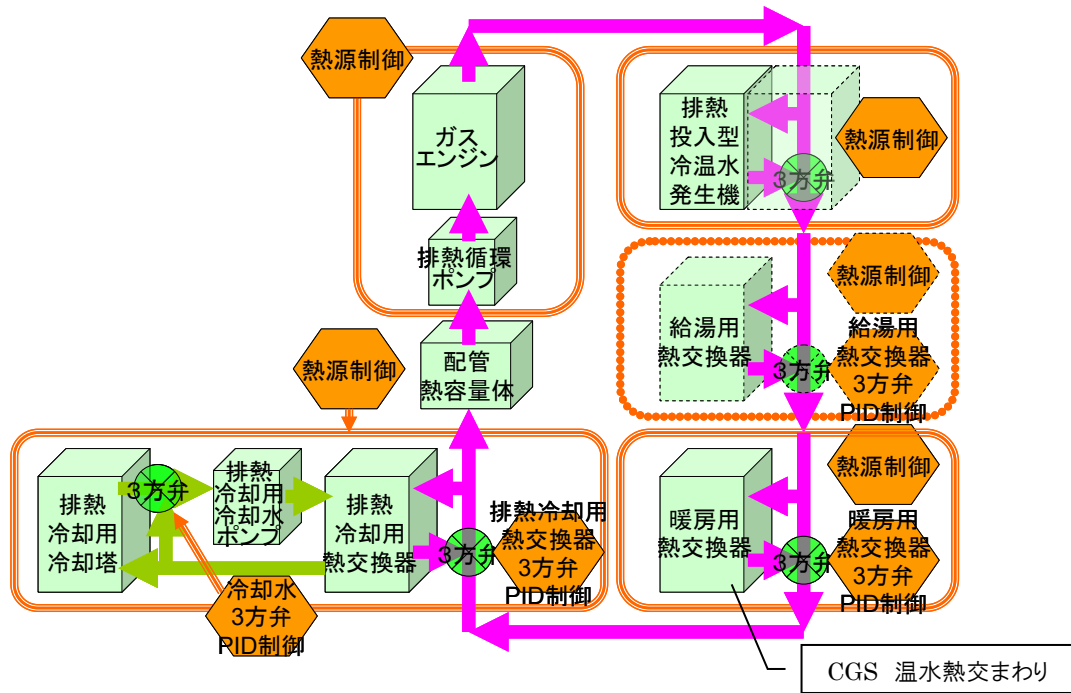 熱源制御
ガス
エンジン
排熱循環
ポンプ
配管
熱容量体
熱源制御
排熱
投入型
冷温水
発生機
3方弁
熱源制御
給湯用
熱交換器
3方弁
熱源制御
給湯用
熱交換器
3方弁
PID制御
暖房用
熱交換器
3方弁
熱源制御
暖房用
熱交換器
3方弁
PID制御
排熱
冷却用
冷却塔
3方弁
排熱
冷却用
冷却水
ポンプ
排熱
冷却用
熱交換器
3方弁
排熱冷却用
熱交換器
3方弁
PID制御
冷却水
3方弁
PID制御
CGS 温水熱交まわり